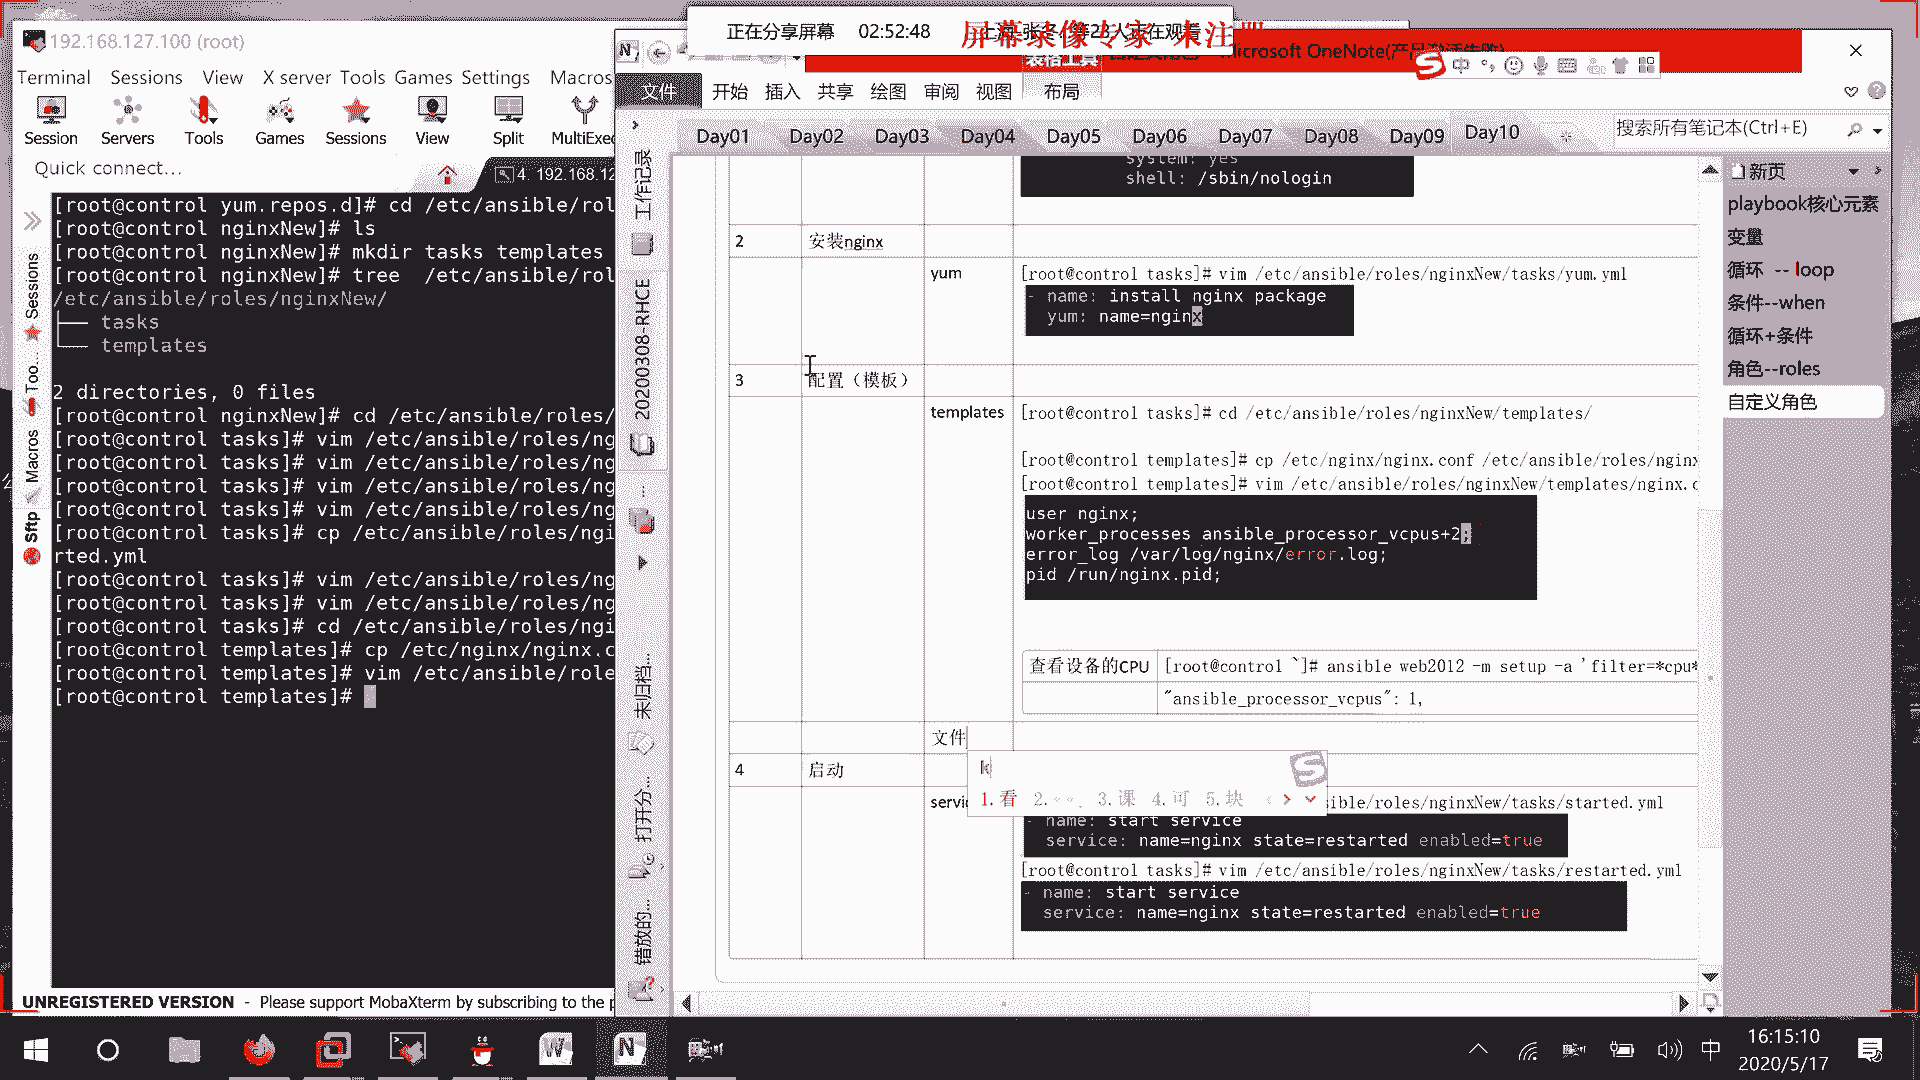 正在分享屏幕 02:52:48
屏幕录像专家 未注册
192.168.127.100 (root)
Microsoft OneNote(产品激活失败)
Terminal Sessions View X server Tools Games Settings Macros
Session Servers Tools Games Sessions View Split MultiExec
Quick connect...
4. 192.168.12
文件 开始 插入 共享 绘图 审阅 视图 布局
表格工具
Day01 Day02 Day03 Day04 Day05 Day06 Day07 Day08 Day09 Day10
搜索所有笔记本(Ctrl+E)
[root@control yum.repos.d]# cd /etc/ansible/rol
[root@control nginxNew]# ls
[root@control nginxNew]# mkdir tasks templates
[root@control nginxNew]# tree  /etc/ansible/rol
/etc/ansible/roles/nginxNew/
├── tasks
└── templates
2 directories, 0 files
[root@control nginxNew]# cd /etc/ansible/roles/
[root@control tasks]# vim /etc/ansible/roles/ng
[root@control tasks]# vim /etc/ansible/roles/ng
[root@control tasks]# vim /etc/ansible/roles/ng
[root@control tasks]# vim /etc/ansible/roles/ng
[root@control tasks]# cp /etc/ansible/roles/ngi
rted.yml
[root@control tasks]# vim /etc/ansible/roles/ng
[root@control tasks]# vim /etc/ansible/roles/ng
[root@control tasks]# cd /etc/ansible/roles/ngi
[root@control templates]# cp /etc/nginx/nginx.c
[root@control templates]# vim /etc/ansible/role
[root@control templates]#
Sessions
Too...
Macros
Sftp
UNREGISTERED VERSION - Please support MobaXterm by subscribing to the p
工作记录
20200308-RHCE
未归档...
打开分...
错放的...
system: yes
shell: /sbin/nologin
2 安装nginx
yum [root@control tasks]# vim /etc/ansible/roles/nginxNew/tasks/yum.yml
- name: install nginx package
yum: name=nginx
3 配置（模板）
templates [root@control tasks]# cd /etc/ansible/roles/nginxNew/templates/
[root@control templates]# cp /etc/nginx/nginx.conf /etc/ansible/roles/nginx
[root@control templates]# vim /etc/ansible/roles/nginxNew/templates/nginx.c
user nginx;
worker_processes ansible_processor_vcpus+2;
error_log /var/log/nginx/error.log;
pid /run/nginx.pid;
查看设备的CPU [root@control ~]# ansible web2012 -m setup -a 'filter=*cpu*
"ansible_processor_vcpus": 1,
文件
k
1.看 3.课 4.可 5.块
4 启动
servic sible/roles/nginxNew/tasks/started.yml
- name: start service
service: name=nginx state=restarted enabled=true
[root@control tasks]# vim /etc/ansible/roles/nginxNew/tasks/restarted.yml
- name: start service
service: name=nginx state=restarted enabled=true
新页
playbook核心元素
变量
循环 -- loop
条件--when
循环+条件
角色--roles
自定义角色
中
16:15:10
2020/5/17